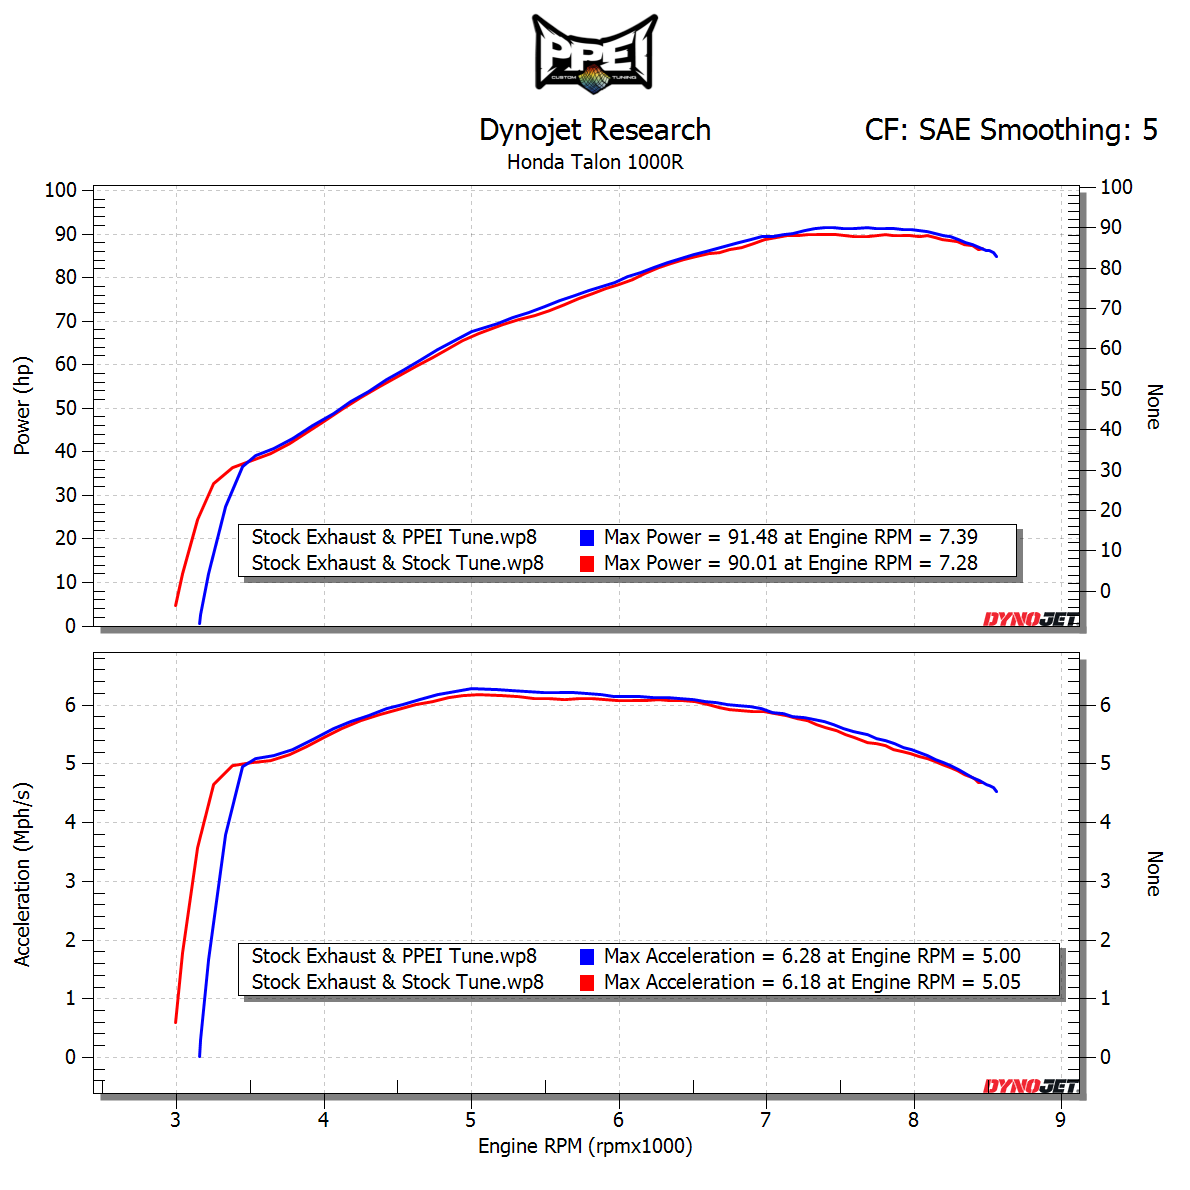 PPEI
CUSTOM TUNING
Dynojet Research
CF: SAE Smoothing: 5
Honda Talon 1000R
100
90
80
70
60
50
40
30
20
10
0
Power (hp)
100
90
80
70
60
50
40
30
20
10
0
None
Stock Exhaust & PPEI Tune.wp8 Max Power = 91.48 at Engine RPM = 7.39
Stock Exhaust & Stock Tune.wp8 Max Power = 90.01 at Engine RPM = 7.28
DYNOJET
6
5
4
3
2
1
0
Acceleration (Mph/s)
6
5
4
3
2
1
0
None
Stock Exhaust & PPEI Tune.wp8 Max Acceleration = 6.28 at Engine RPM = 5.00
Stock Exhaust & Stock Tune.wp8 Max Acceleration = 6.18 at Engine RPM = 5.05
DYNOJET
3 4 5 6 7 8 9
Engine RPM (rpmx1000)